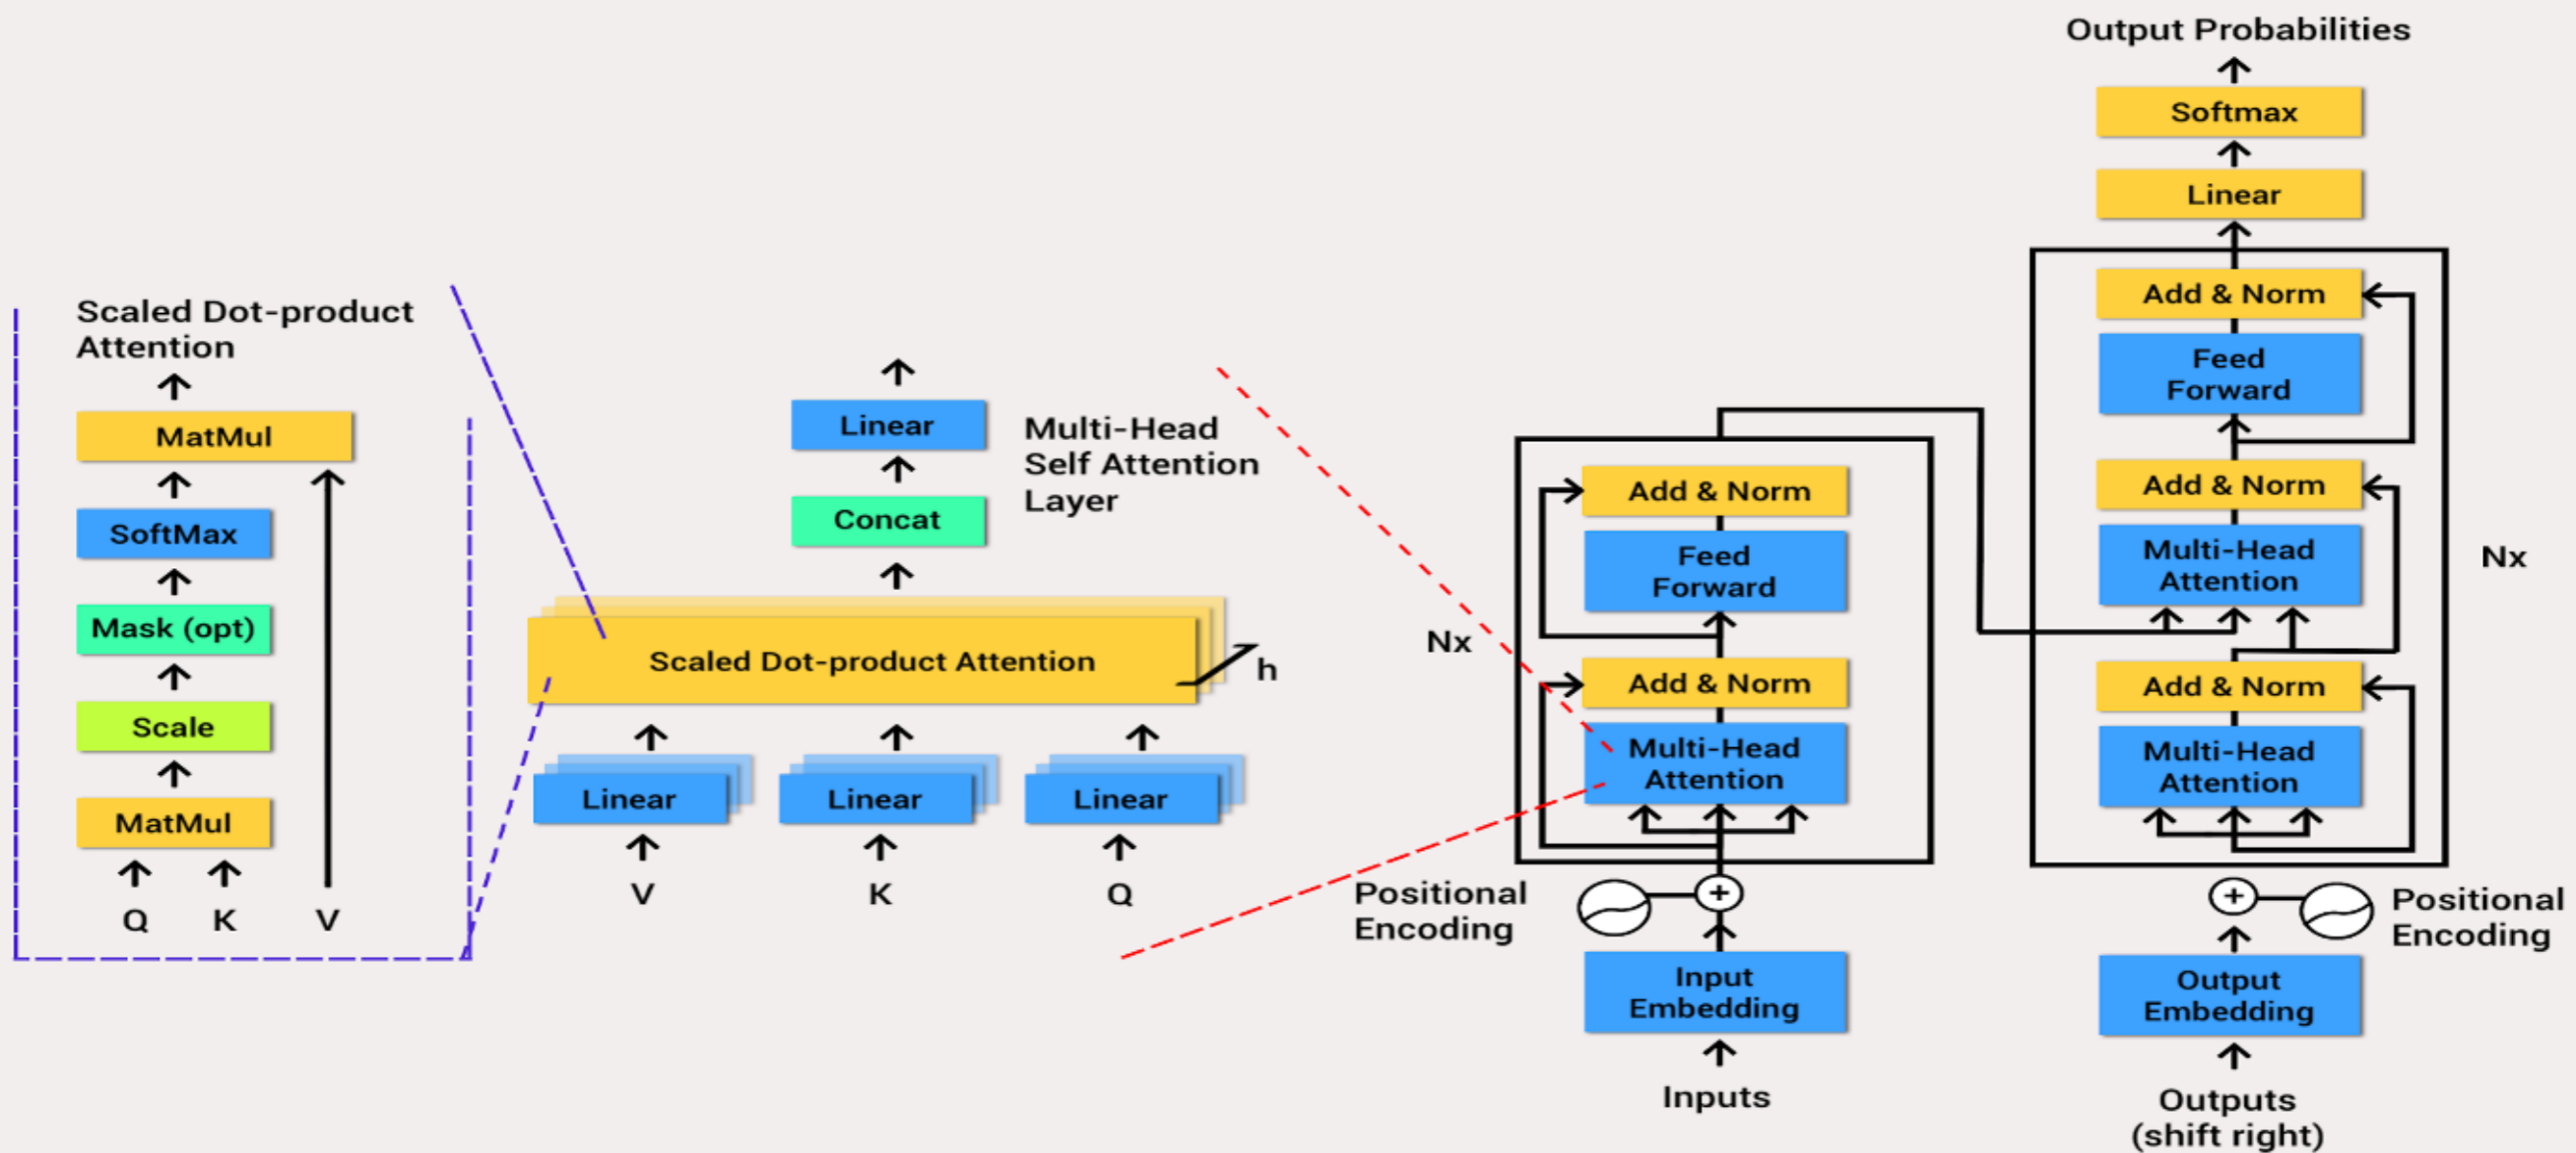 Scaled Dot-product
Attention
MatMul
SoftMax
Mask (opt)
Scale
MatMul
Q K V
Linear
Multi-Head
Self Attention
Layer
Concat
Scaled Dot-product Attention
h
Linear Linear Linear
V K Q
Add & Norm
Feed
Forward
Nx
Add & Norm
Multi-Head
Attention
Positional
Encoding
+
Input
Embedding
Inputs
Output Probabilities
Softmax
Linear
Add & Norm
Feed
Forward
Add & Norm
Multi-Head
Attention
Nx
Add & Norm
Multi-Head
Attention
+
Positional
Encoding
Output
Embedding
Outputs
(shift right)